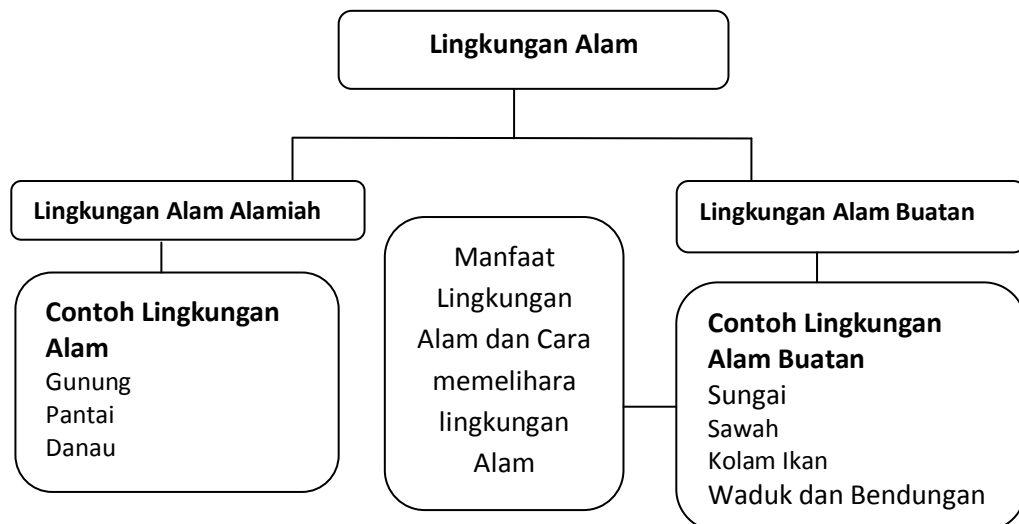 Lingkungan Alam
Lingkungan Alam Alamiah
Lingkungan Alam Buatan
Contoh Lingkungan
Alam
Gunung
Pantai
Danau
Manfaat
Lingkungan
Alam dan Cara
memelihara
lingkungan
Alam
Contoh Lingkungan
Alam Buatan
Sungai
Sawah
Kolam Ikan
Waduk dan Bendungan